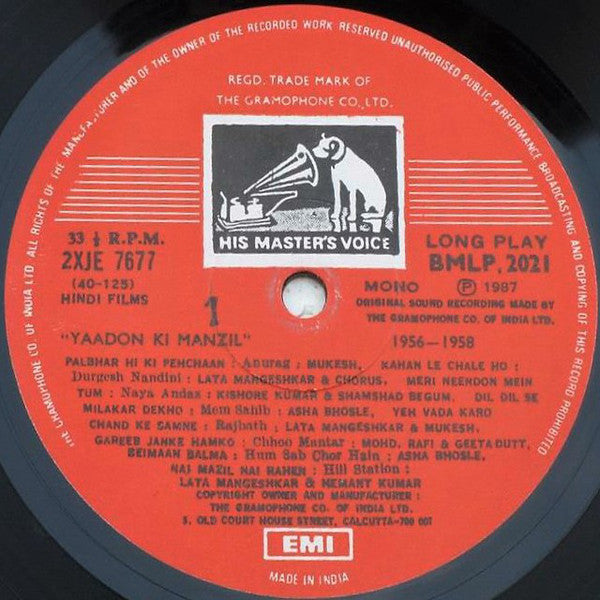 ALL RIGHTS OF THE MANUFACTURER AND OF THE OWNER OF THE RECORDED WORK RESERVED UNAUTHORISED PUBLIC PERFORMANCE BROADCASTING AND COPYING OF THIS RECORD PROHIBITED
THE GRAMOPHONE CO. OF INDIA LTD
REGD. TRADE MARK OF
THE GRAMOPHONE CO., LTD.
HIS MASTER'S VOICE
33 ⅓ R.P.M.
2XJE 7677
(40-125)
HINDI FILMS
1
LONG PLAY
BMLP. 2021
MONO Ⓟ 1987
ORIGINAL SOUND RECORDING MADE BY
THE GRAMOPHONE CO. OF INDIA LTD.
"YAADON KI MANZIL" 1956—1958
PALBHAR HI KI PEHCHAAN : Anurag : MUKESH, KAHAN LE CHALE HO :
Durgesh Nandini : LATA MANGESHKAR & CHORUS, MERI NEENDON MEIN
TUM : Naya Andaz : KISHORE KUMAR & SHAMSHAD BEGUM, DIL DIL SE
MILAKAR DEKHO : Mem Sahib : ASHA BHOSLE, YEH VADA KARO
CHAND KE SAMNE : Rajhath : LATA MANGESHKAR & MUKESH,
GAREEB JANKE HAMKO : Chhoo Mantar : MOHD. RAFI & GEETA DUTT,
BEIMAAN BALMA : Hum Sab Chor Hain : ASHA BHOSLE,
NAI MAZIL NAI RAHEN : Hill Station :
LATA MANGESHKAR & HEMANT KUMAR
COPYRIGHT OWNER AND MANUFACTURER :
THE GRAMOPHONE CO. OF INDIA LTD.
5, OLD COURT HOUSE STREET, CALCUTTA-700 001
EMI
MADE IN INDIA